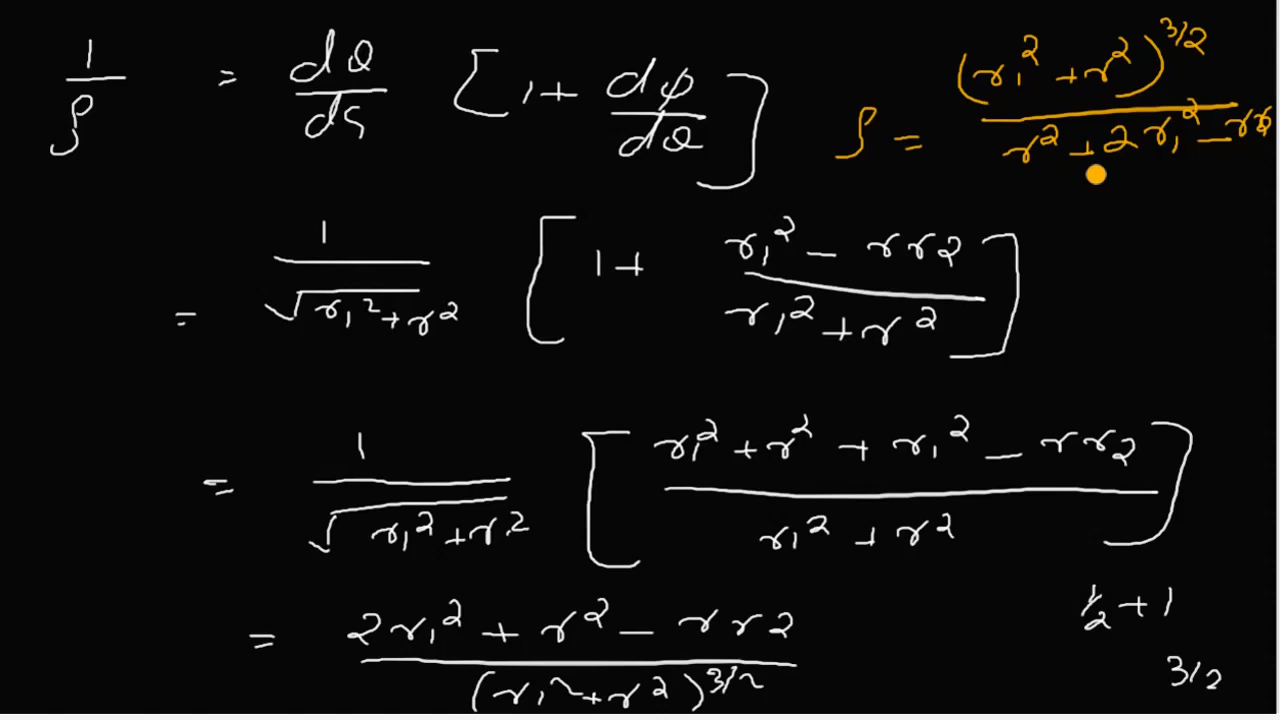 1/ρ = dθ/ds [1 + dφ/dθ]
ρ = (r₁² + r²)^3/2 / r² + 2r₁² − rr2
= 1/√r₁² + r² [1 + r₁² − rr2 / r₁² + r²]
= 1/√r₁² + r² [r₁² + r² + r₁² − rr2 / r₁² + r²]
½ + 1
= 2r₁² + r² − rr2 / (r₁² + r²)^3/2
3/2